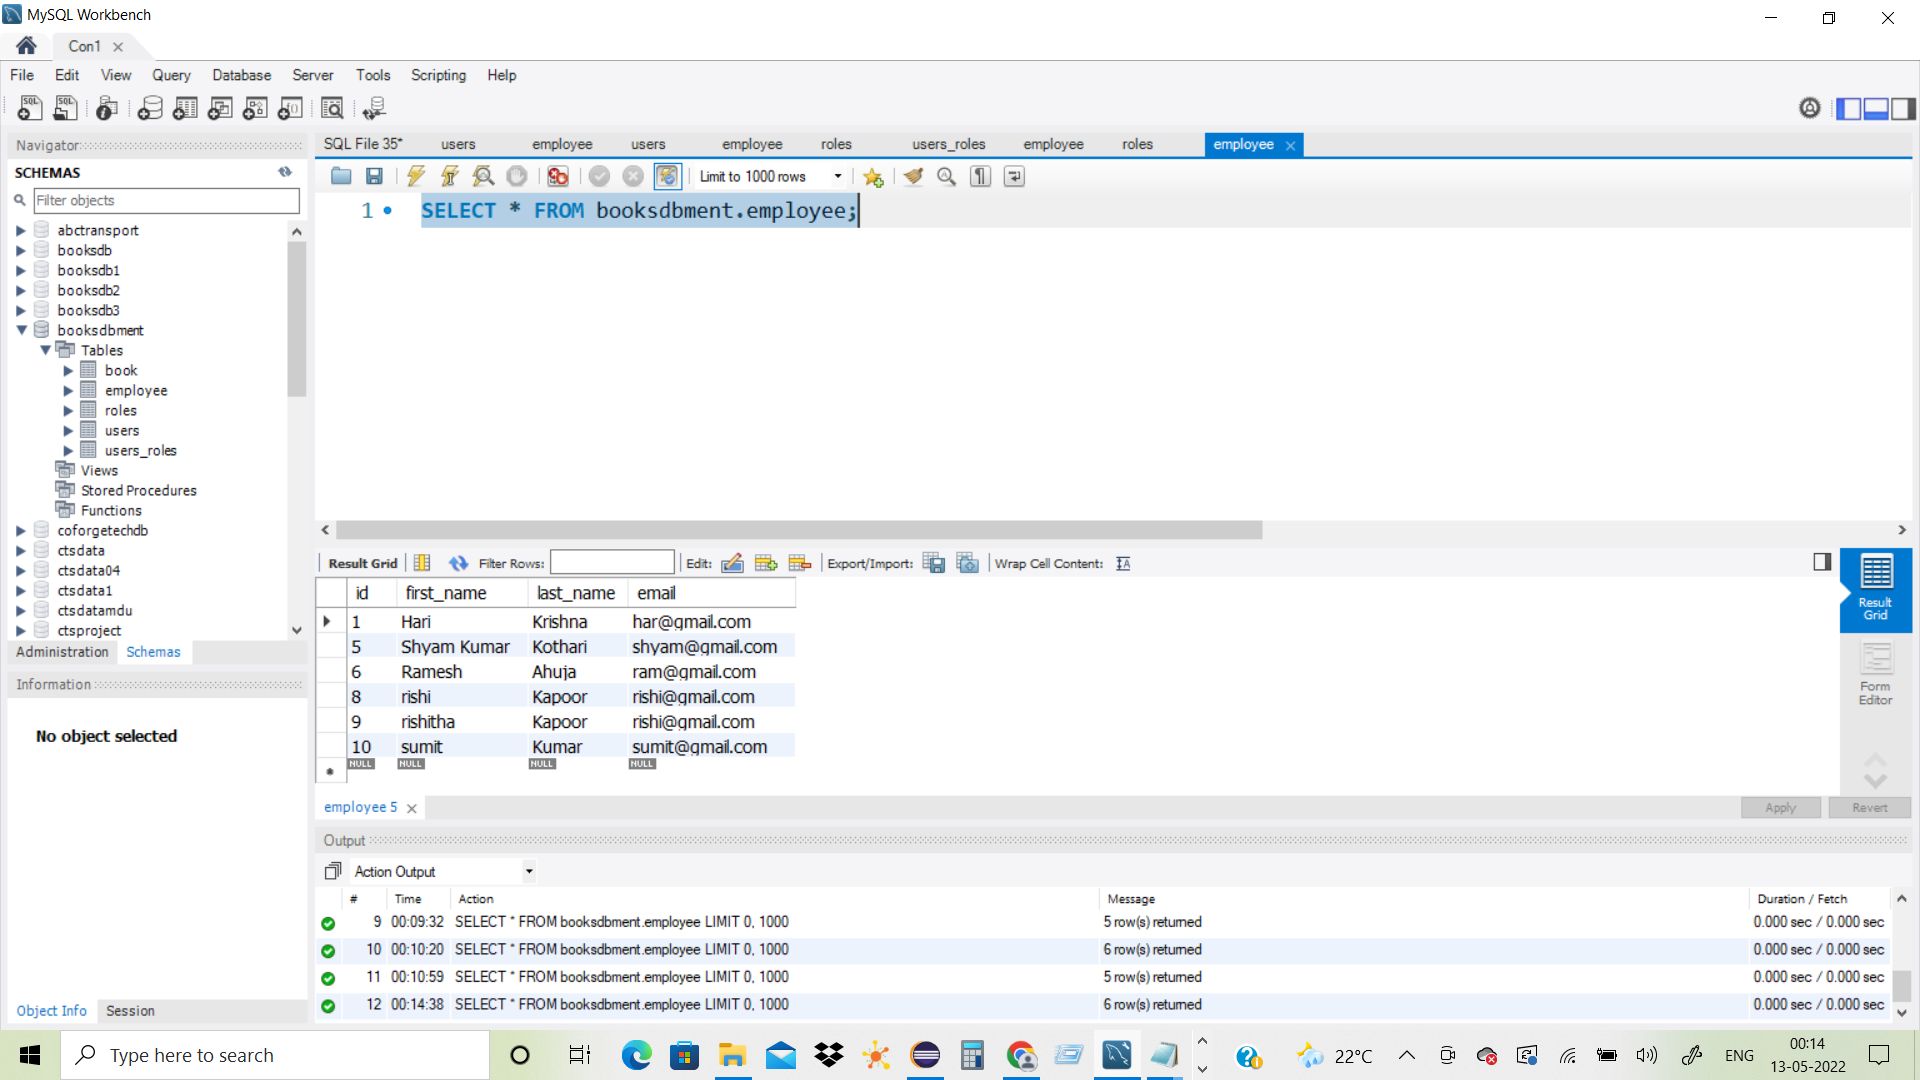 MySQL Workbench
Con1
File Edit View Query Database Server Tools Scripting Help
Navigator
SCHEMAS
Filter objects
abctransport
booksdb
booksdb1
booksdb2
booksdb3
booksdbment
Tables
book
employee
roles
users
users_roles
Views
Stored Procedures
Functions
coforgetechdb
ctsdata
ctsdata04
ctsdata1
ctsdatamdu
ctsproject
Administration Schemas
Information
No object selected
Object Info Session
SQL File 35* users employee users employee roles users_roles employee roles employee
Limit to 1000 rows
1 SELECT * FROM booksdbment.employee;
Result Grid Filter Rows: Edit: Export/Import: Wrap Cell Content:
id first_name last_name email
1 Hari Krishna har@gmail.com
5 Shyam Kumar Kothari shyam@gmail.com
6 Ramesh Ahuja ram@gmail.com
8 rishi Kapoor rishi@gmail.com
9 rishitha Kapoor rishi@gmail.com
10 sumit Kumar sumit@gmail.com
NULL NULL NULL NULL
Result
Grid
Form
Editor
employee 5
Apply Revert
Output
Action Output
# Time Action Message Duration / Fetch
9 00:09:32 SELECT * FROM booksdbment.employee LIMIT 0, 1000 5 row(s) returned 0.000 sec / 0.000 sec
10 00:10:20 SELECT * FROM booksdbment.employee LIMIT 0, 1000 6 row(s) returned 0.000 sec / 0.000 sec
11 00:10:59 SELECT * FROM booksdbment.employee LIMIT 0, 1000 5 row(s) returned 0.000 sec / 0.000 sec
12 00:14:38 SELECT * FROM booksdbment.employee LIMIT 0, 1000 6 row(s) returned 0.000 sec / 0.000 sec
Type here to search
22°C
ENG
00:14
13-05-2022